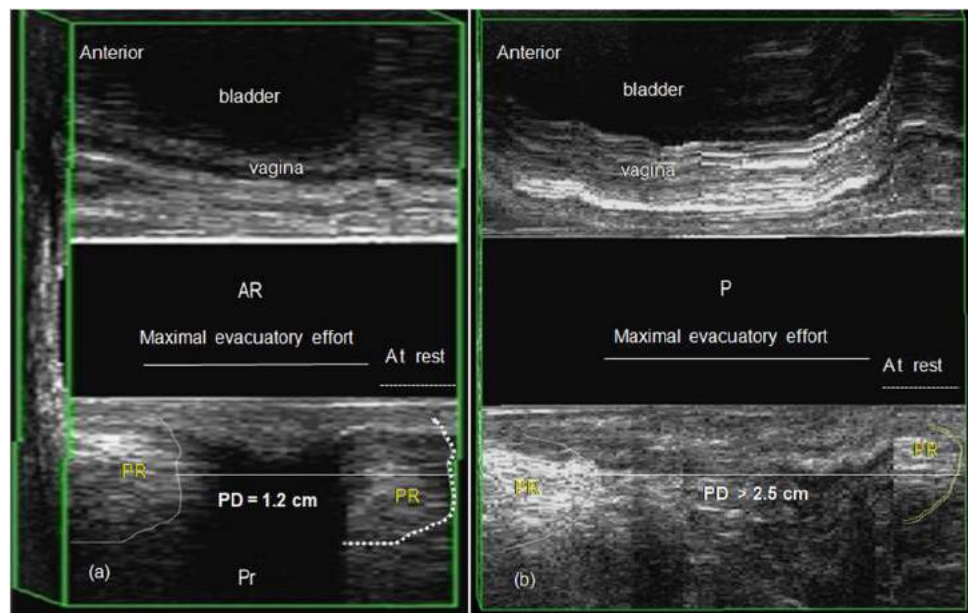 Anterior
bladder
vagina
AR
Maximal evacuatory effort
At rest
PR
PR
PD = 1.2 cm
(a)
Pr
Anterior
bladder
vagina
P
Maximal evacuatory effort
At rest
PR
PR
PD > 2.5 cm
(b)